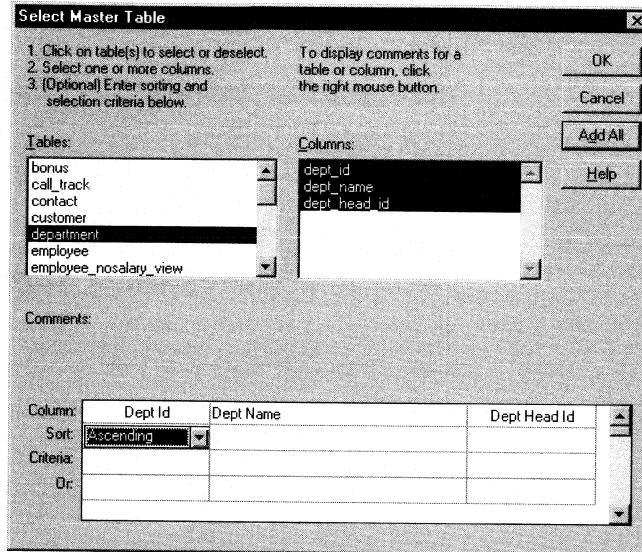 Select Master Table
1. Click on table(s) to select or deselect.
2. Select one or more columns.
3. (Optional) Enter sorting and
selection criteria below.
To display comments for a
table or column, click
the right mouse button.
OK
Cancel
Add All
Help
Tables:
bonus
call_track
contact
customer
department
employee
employee_nosalary_view
Columns:
dept_id
dept_name
dept_head_id
Comments:
Column: Dept Id Dept Name Dept Head Id
Sort: Ascending
Criteria:
Or: